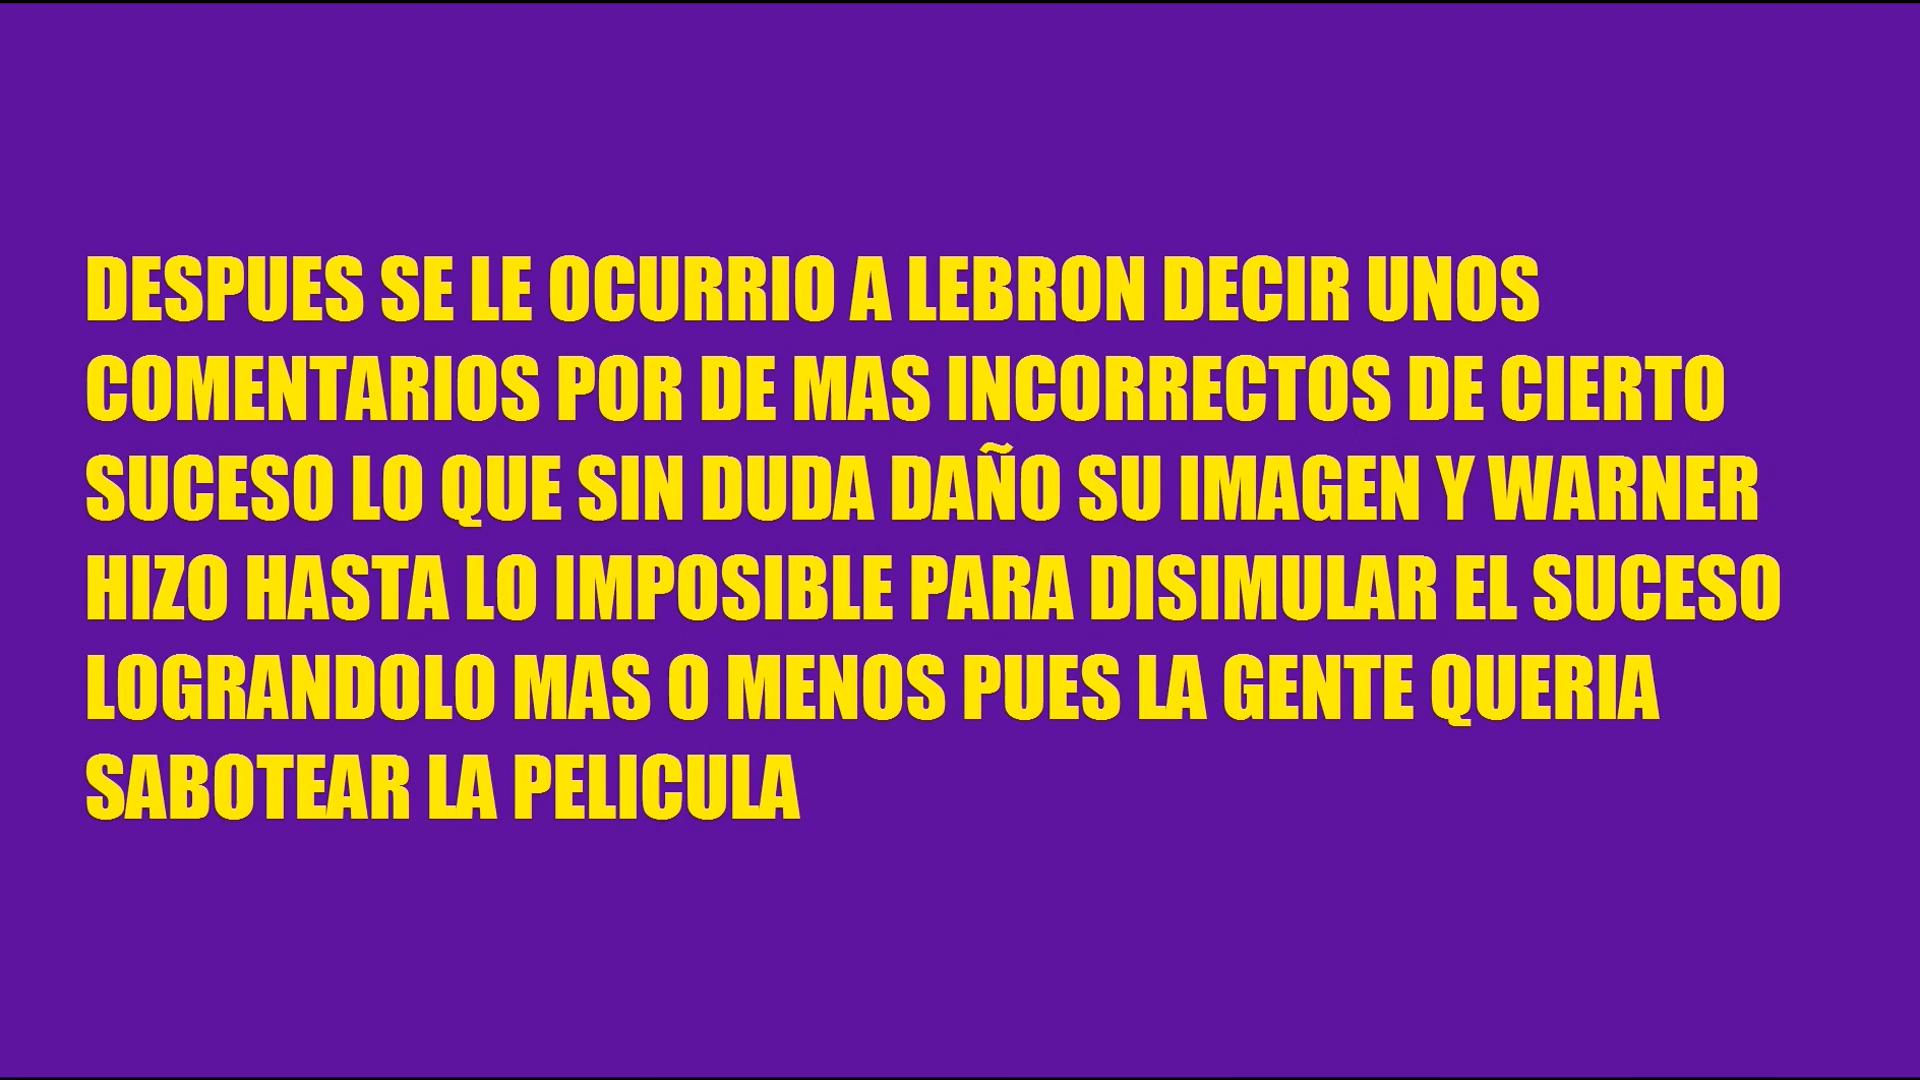 DESPUES SE LE OCURRIO A LEBRON DECIR UNOS
COMENTARIOS POR DE MAS INCORRECTOS DE CIERTO
SUCESO LO QUE SIN DUDA DAÑO SU IMAGEN Y WARNER
HIZO HASTA LO IMPOSIBLE PARA DISIMULAR EL SUCESO
LOGRANDOLO MAS O MENOS PUES LA GENTE QUERIA
SABOTEAR LA PELICULA